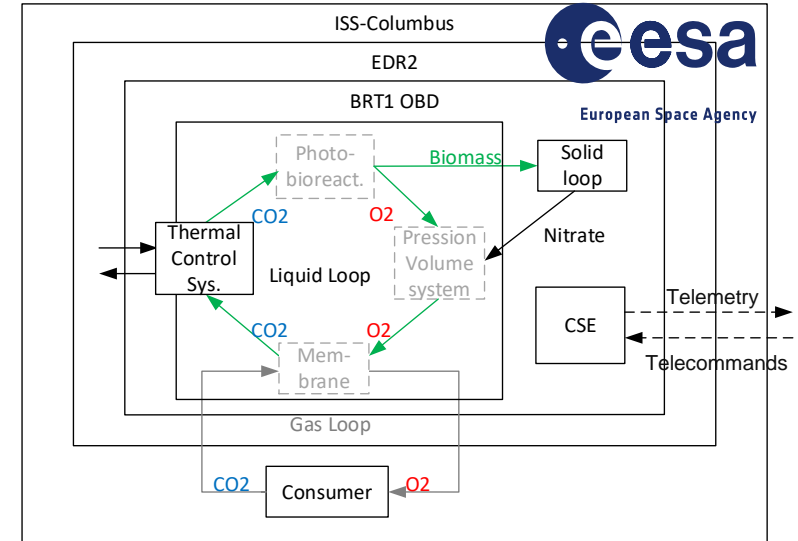 ISS-Columbus
eesa
European Space Agency
EDR2
BRT1 OBD
Photo-
bioreact.
Biomass
Solid
loop
CO2
O2
Thermal
Control
Sys.
Pression
Volume
system
Nitrate
Liquid Loop
Telemetry
CSE
CO2
O2
Mem-
brane
Telecommands
Gas Loop
CO2
Consumer
O2